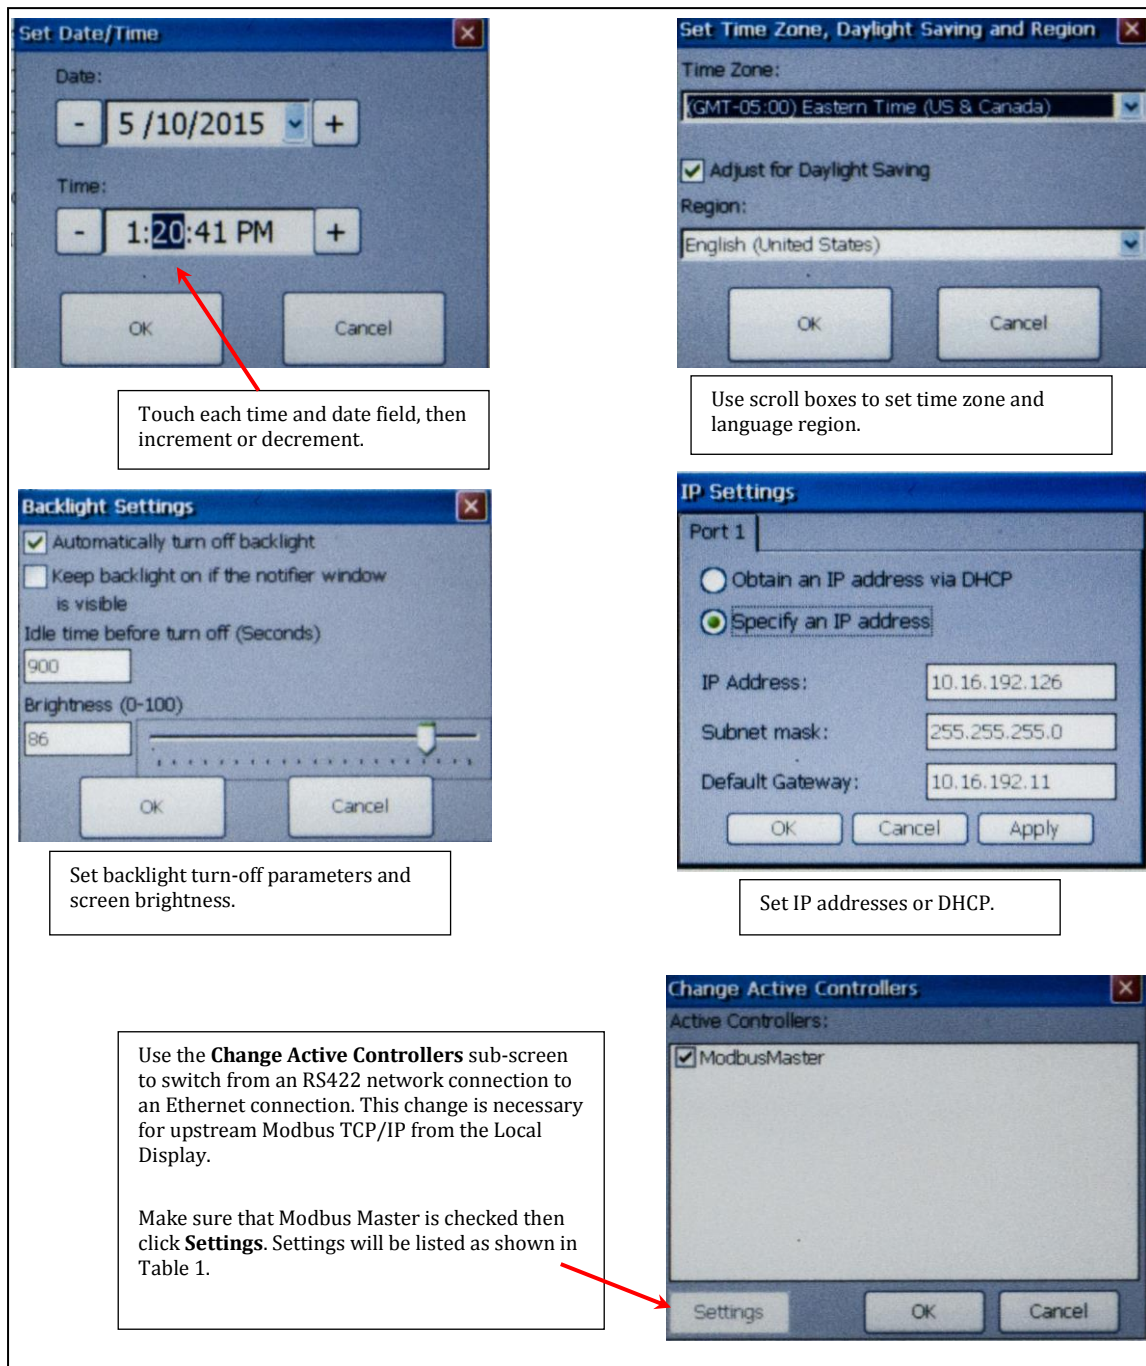 Set Date/Time
Date:
- 5 /10/2015 +
Time:
- 1:20:41 PM +
OK Cancel
Touch each time and date field, then
increment or decrement.
Set Time Zone, Daylight Saving and Region
Time Zone:
(GMT-05:00) Eastern Time (US & Canada)
Adjust for Daylight Saving
Region:
English (United States)
OK Cancel
Use scroll boxes to set time zone and
language region.
Backlight Settings
Automatically turn off backlight
Keep backlight on if the notifier window
is visible
Idle time before turn off (Seconds)
900
Brightness (0-100)
86
OK Cancel
Set backlight turn-off parameters and
screen brightness.
IP Settings
Port 1
Obtain an IP address via DHCP
Specify an IP address
IP Address: 10.16.192.126
Subnet mask: 255.255.255.0
Default Gateway: 10.16.192.11
OK Cancel Apply
Set IP addresses or DHCP.
Use the Change Active Controllers sub-screen
to switch from an RS422 network connection to
an Ethernet connection. This change is necessary
for upstream Modbus TCP/IP from the Local
Display.
Make sure that Modbus Master is checked then
click Settings. Settings will be listed as shown in
Table 1.
Change Active Controllers
Active Controllers:
ModbusMaster
Settings OK Cancel